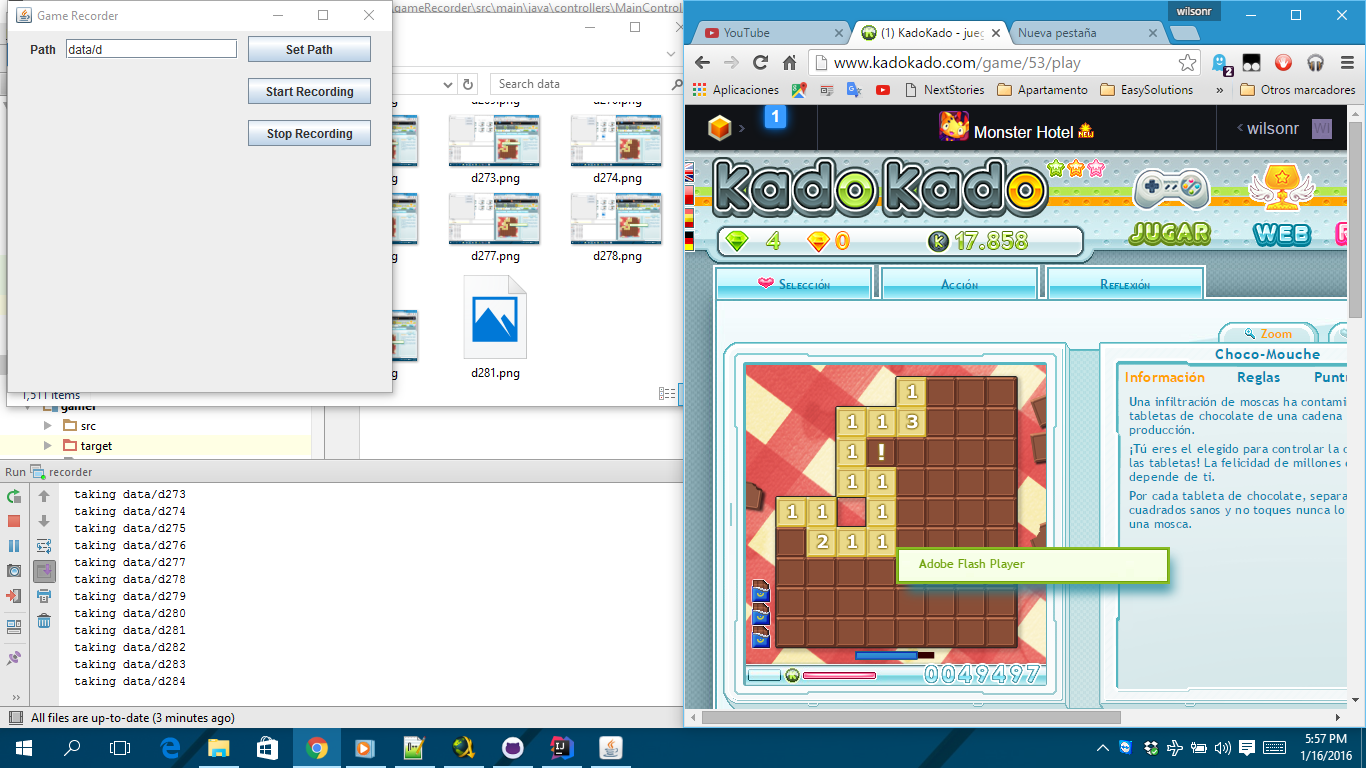 Game Recorder
Path data/d Set Path
Start Recording
Stop Recording
.gameRecorder\src\main\java\controllers\MainControl
Search data
d273.png d274.png
d277.png d278.png
d281.png
1,511 items
gamer
src
target
Run recorder
taking data/d273
taking data/d274
taking data/d275
taking data/d276
taking data/d277
taking data/d278
taking data/d279
taking data/d280
taking data/d281
taking data/d282
taking data/d283
taking data/d284
All files are up-to-date (3 minutes ago)
wilsonr
YouTube (1) KadoKado - jueg Nueva pestaña
www.kadokado.com/game/53/play
2
Aplicaciones NextStories Apartamento EasySolutions » Otros marcadores
1 Monster Hotel NEW wilsonr WI
kadokado
4 0 K 17.858
JUGAR WEB
Selección Acción Reflexión
Zoom
Choco-Mouche
Información Reglas Puntu
Una infiltración de moscas ha contami
tabletas de chocolate de una cadena
producción.
¡Tú eres el elegido para controlar la c
las tabletas! La felicidad de millones d
depende de ti.
Por cada tableta de chocolate, separa
cuadrados sanos y no toques nunca lo
una mosca.
1
1 1 3
1 !
1 1
1 1 1
2 1 1
Adobe Flash Player
0049497
5:57 PM
1/16/2016